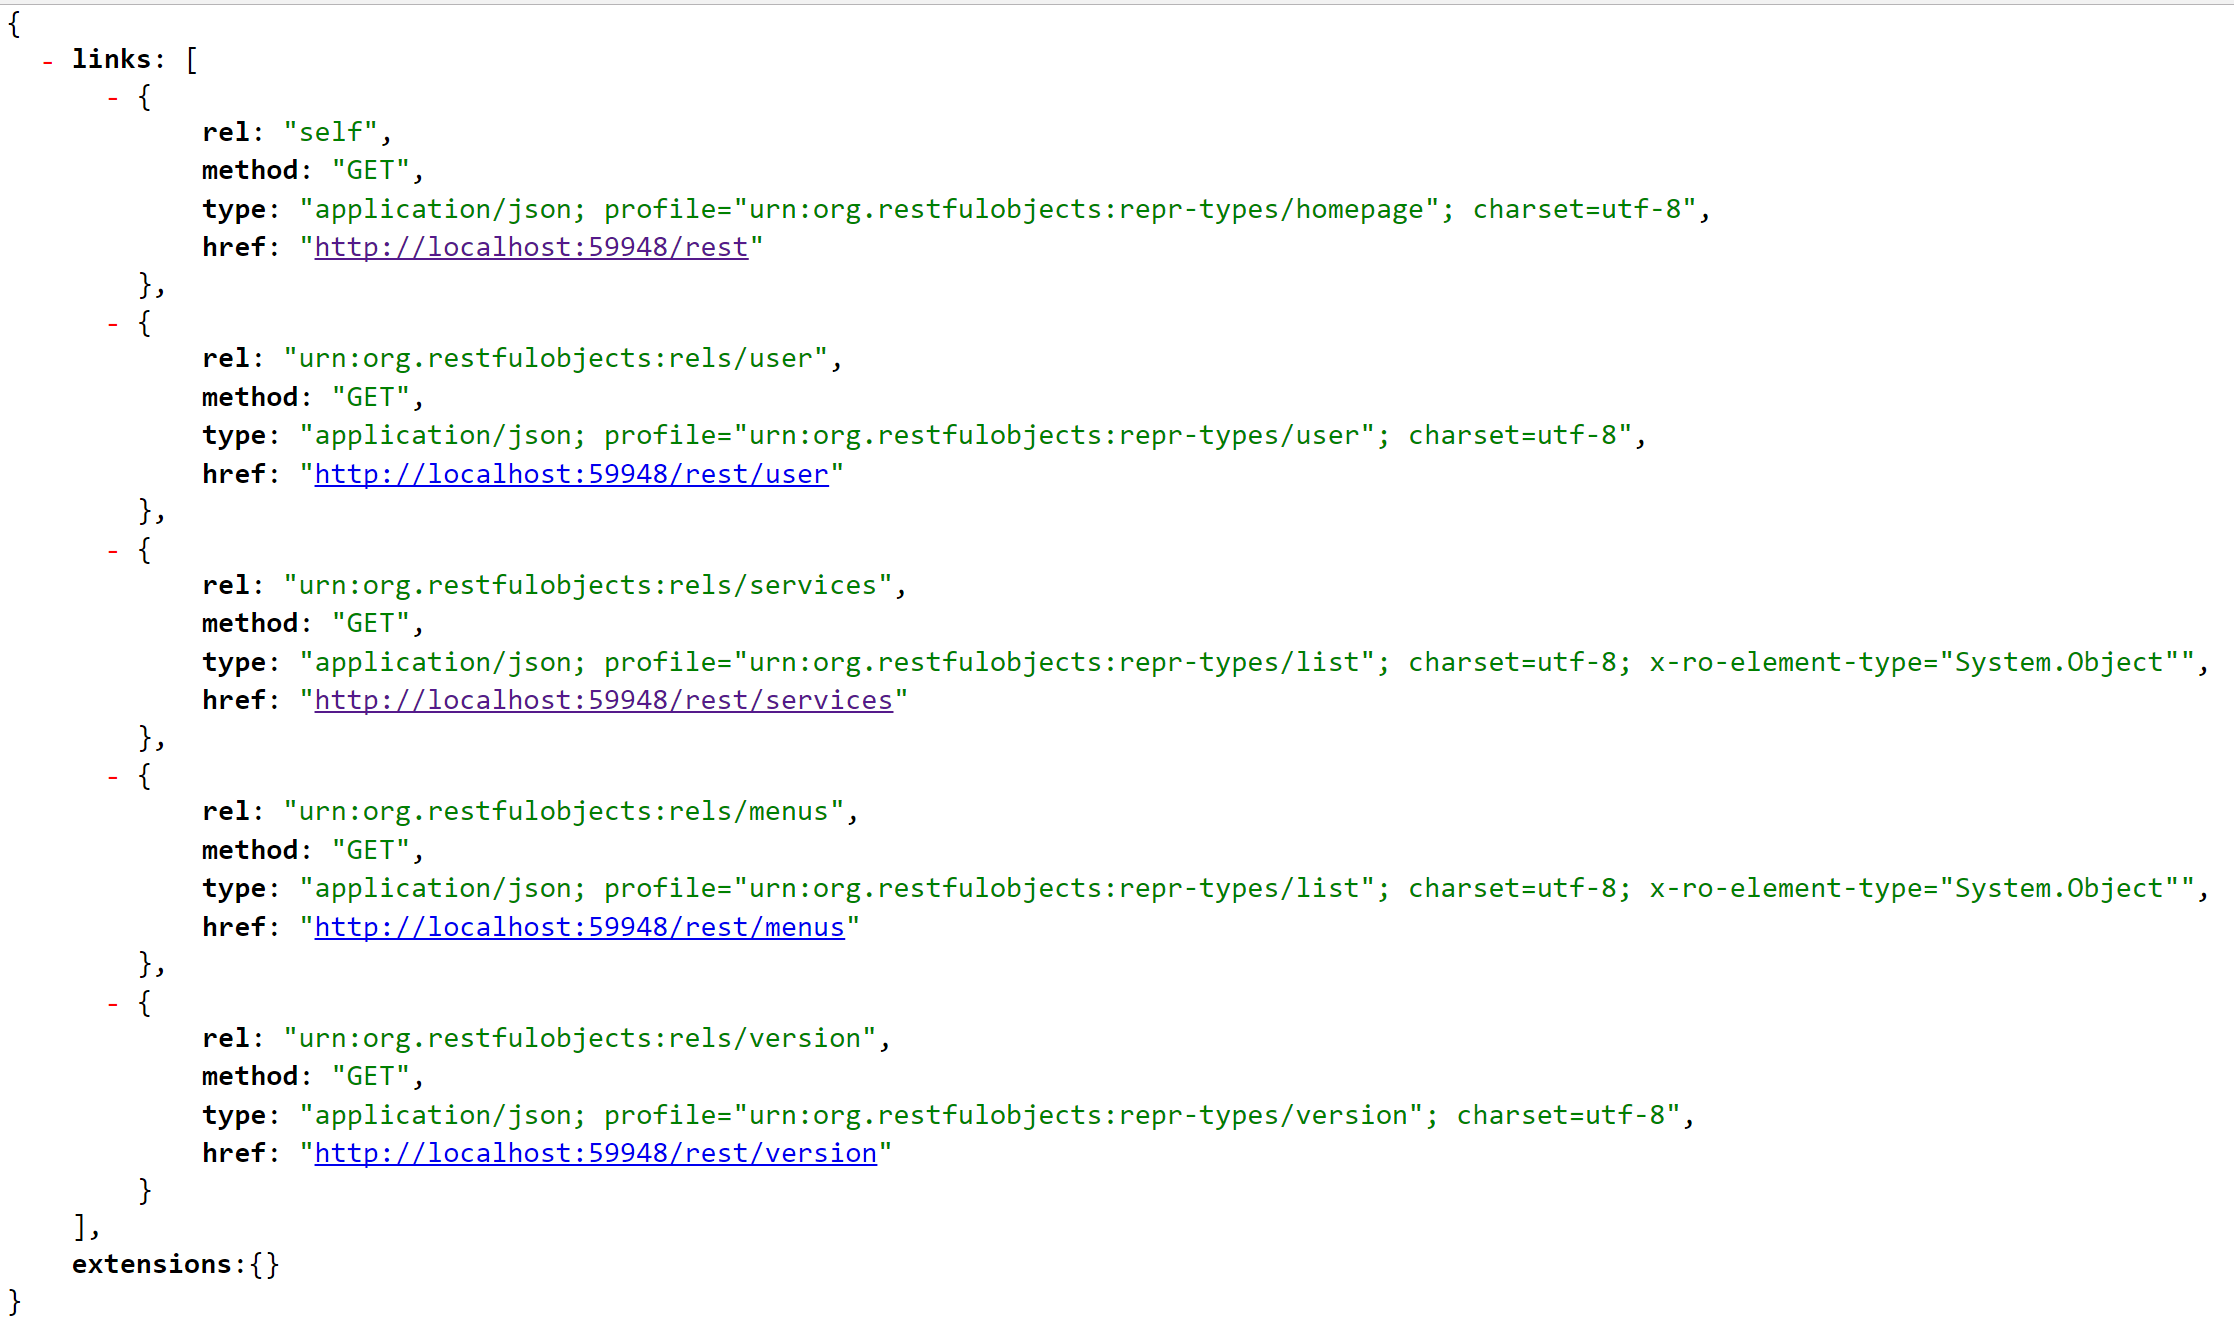 {
- links: [
- {
rel: "self",
method: "GET",
type: "application/json; profile="urn:org.restfulobjects:repr-types/homepage"; charset=utf-8",
href: "http://localhost:59948/rest"
},
- {
rel: "urn:org.restfulobjects:rels/user",
method: "GET",
type: "application/json; profile="urn:org.restfulobjects:repr-types/user"; charset=utf-8",
href: "http://localhost:59948/rest/user"
},
- {
rel: "urn:org.restfulobjects:rels/services",
method: "GET",
type: "application/json; profile="urn:org.restfulobjects:repr-types/list"; charset=utf-8; x-ro-element-type="System.Object"",
href: "http://localhost:59948/rest/services"
},
- {
rel: "urn:org.restfulobjects:rels/menus",
method: "GET",
type: "application/json; profile="urn:org.restfulobjects:repr-types/list"; charset=utf-8; x-ro-element-type="System.Object"",
href: "http://localhost:59948/rest/menus"
},
- {
rel: "urn:org.restfulobjects:rels/version",
method: "GET",
type: "application/json; profile="urn:org.restfulobjects:repr-types/version"; charset=utf-8",
href: "http://localhost:59948/rest/version"
}
],
extensions:{}
}